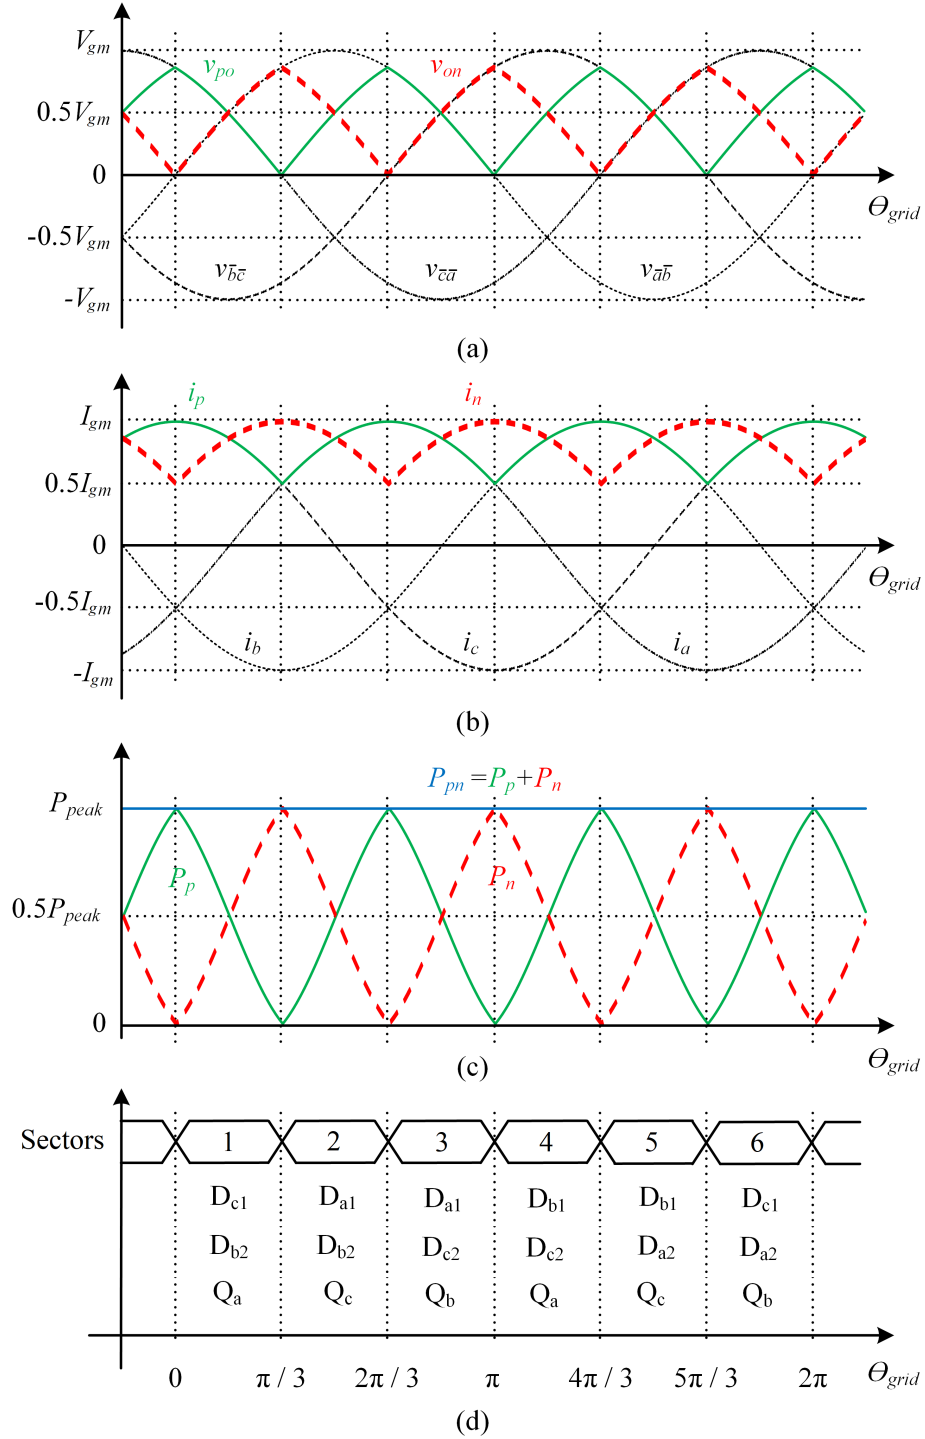 V_gm
v_po
v_on
0.5V_gm
0
Θ_grid
-0.5V_gm
v_b̅c̅
v_c̅a̅
v_a̅b̅
-V_gm
(a)
i_p
i_n
I_gm
0.5I_gm
0
Θ_grid
-0.5I_gm
i_b
i_c
i_a
-I_gm
(b)
P_pn=P_p+P_n
P_peak
P_p
P_n
0.5P_peak
0
Θ_grid
(c)
Sectors 1 2 3 4 5 6
D_c1 D_a1 D_a1 D_b1 D_b1 D_c1
D_b2 D_b2 D_c2 D_c2 D_a2 D_a2
Q_a Q_c Q_b Q_a Q_c Q_b
0 π / 3 2π / 3 π 4π / 3 5π / 3 2π Θ_grid
(d)